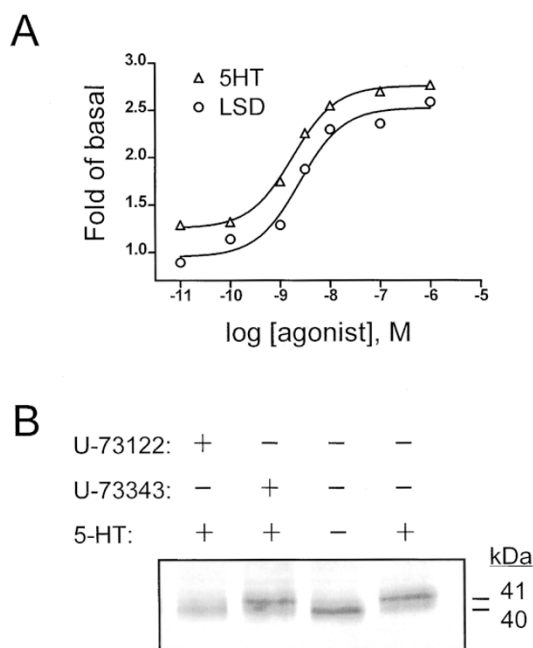 A
3.0
△ 5HT
○ LSD
2.5
2.0
1.5
1.0
Fold of basal
-11 -10 -9 -8 -7 -6 -5
log [agonist], M
B
U-73122: + – – –
U-73343: – + – –
5-HT: + + – +
kDa
41
40